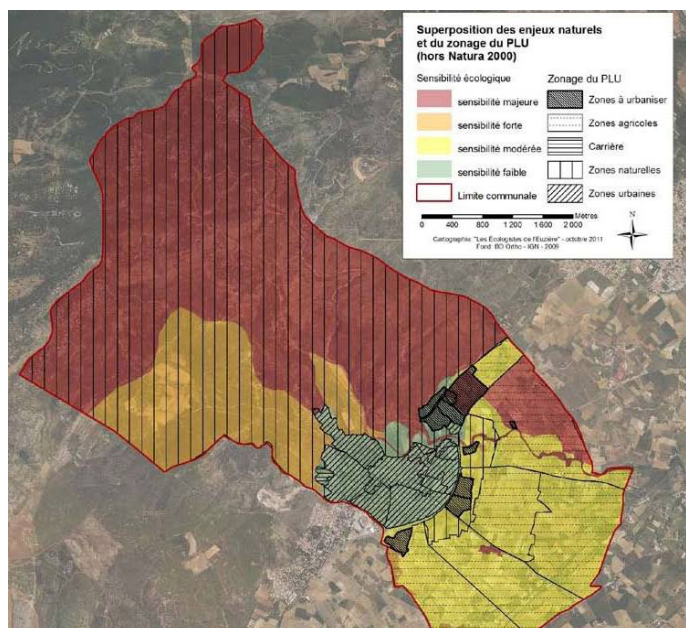 Superposition des enjeux naturels
et du zonage du PLU
(hors Natura 2000)
Sensibilité écologique
sensibilité majeure
sensibilité forte
sensibilité modérée
sensibilité faible
Limite communale
Zonage du PLU
Zones à urbaniser
Zones agricoles
Carrière
Zones naturelles
Zones urbaines
Mètres
0 400 800 1 200 1 600 2 000
N
Cartographie: "Les Écologistes de l'Euzière" - octobre 2011
Fond: BD Ortho - IGN - 2009